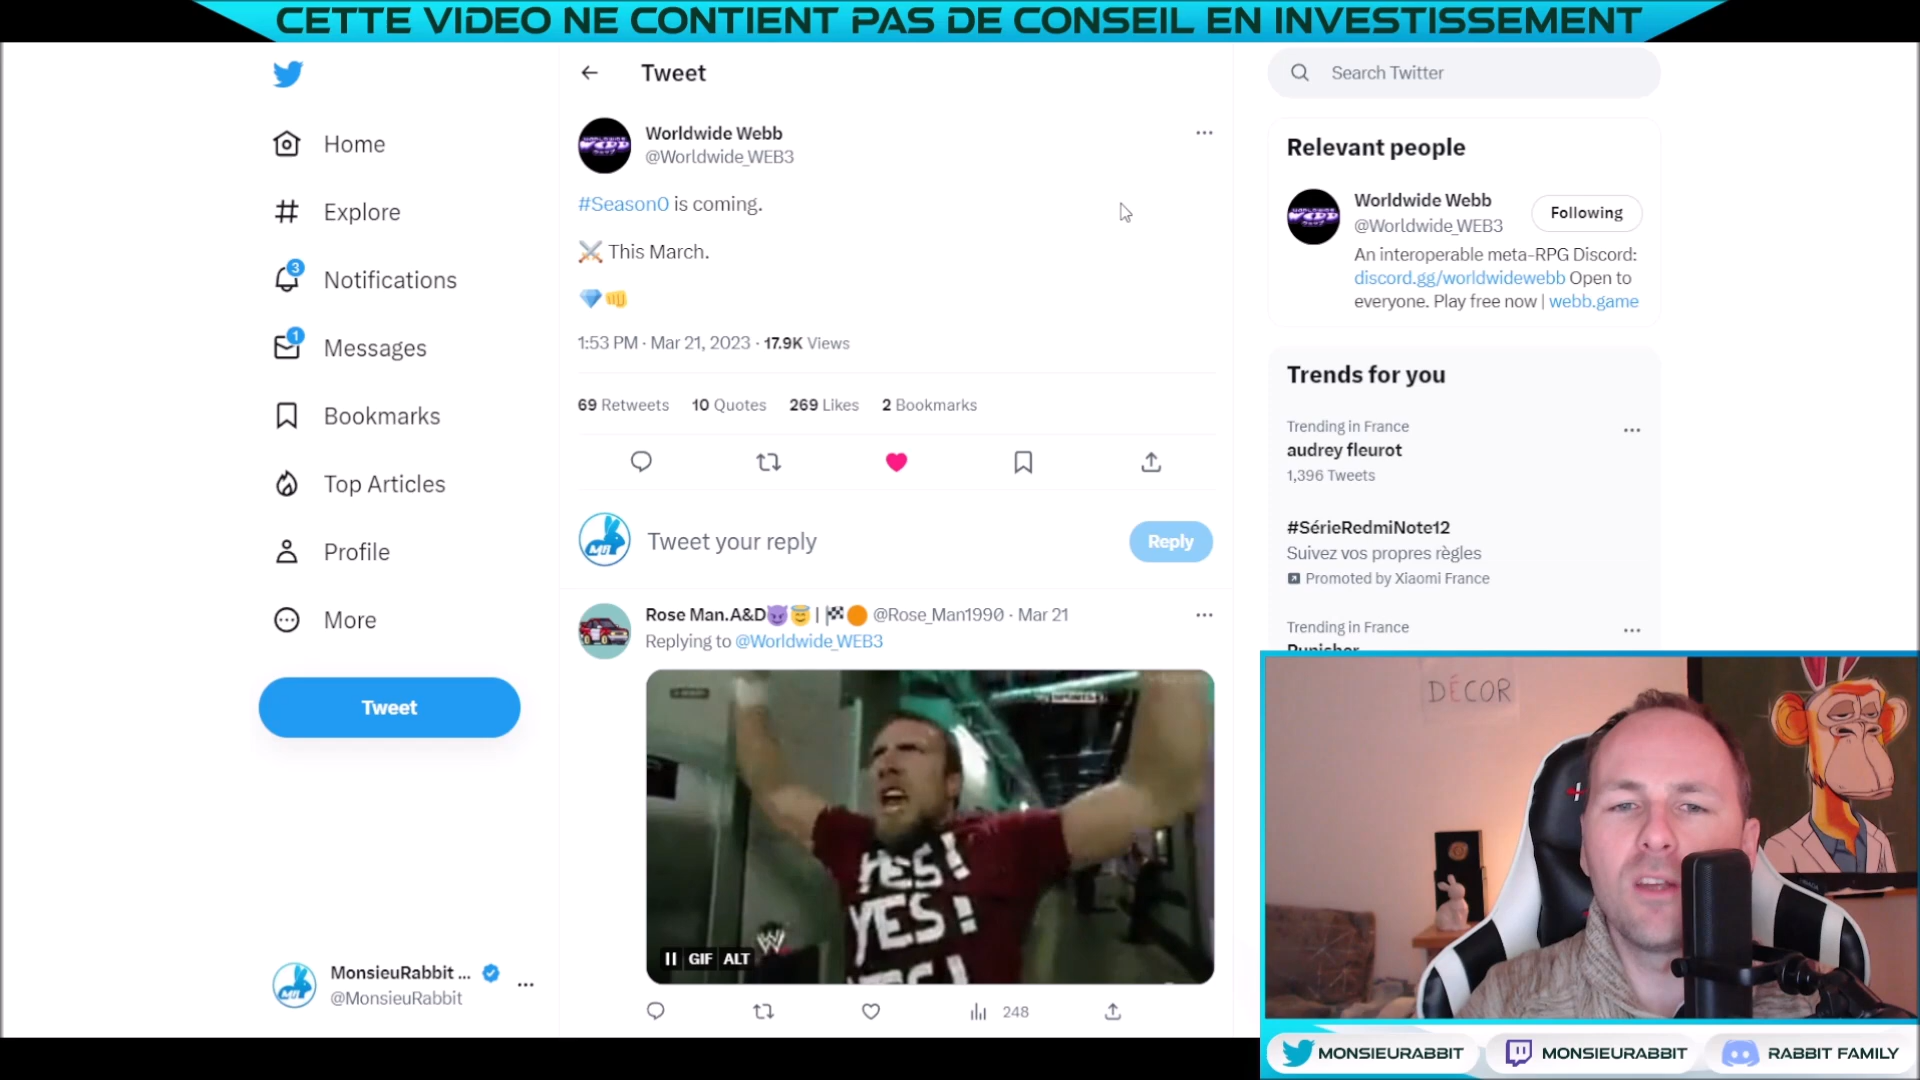 CETTE VIDEO NE CONTIENT PAS DE CONSEIL EN INVESTISSEMENT
Home
Explore
3
Notifications
1
Messages
Bookmarks
Top Articles
Profile
More
Tweet
MonsieuRabbit ...
@MonsieuRabbit
Tweet
Worldwide Webb
@Worldwide_WEB3
#Season0 is coming.
⚔️ This March.
💎👊
1:53 PM · Mar 21, 2023 · 17.9K Views
69 Retweets 10 Quotes 269 Likes 2 Bookmarks
Tweet your reply
Reply
Rose Man.A&D😈😇 | 🏁🟠 @Rose_Man1990 · Mar 21
Replying to @Worldwide_WEB3
YES!
YES!
GIF ALT
248
Search Twitter
Relevant people
Worldwide Webb
@Worldwide_WEB3
Following
An interoperable meta-RPG Discord:
discord.gg/worldwidewebb Open to
everyone. Play free now | webb.game
Trends for you
Trending in France
audrey fleurot
1,396 Tweets
#SérieRedmiNote12
Suivez vos propres règles
Promoted by Xiaomi France
Trending in France
Punisher
DÉCOR
MONSIEURABBIT
MONSIEURABBIT
RABBIT FAMILY